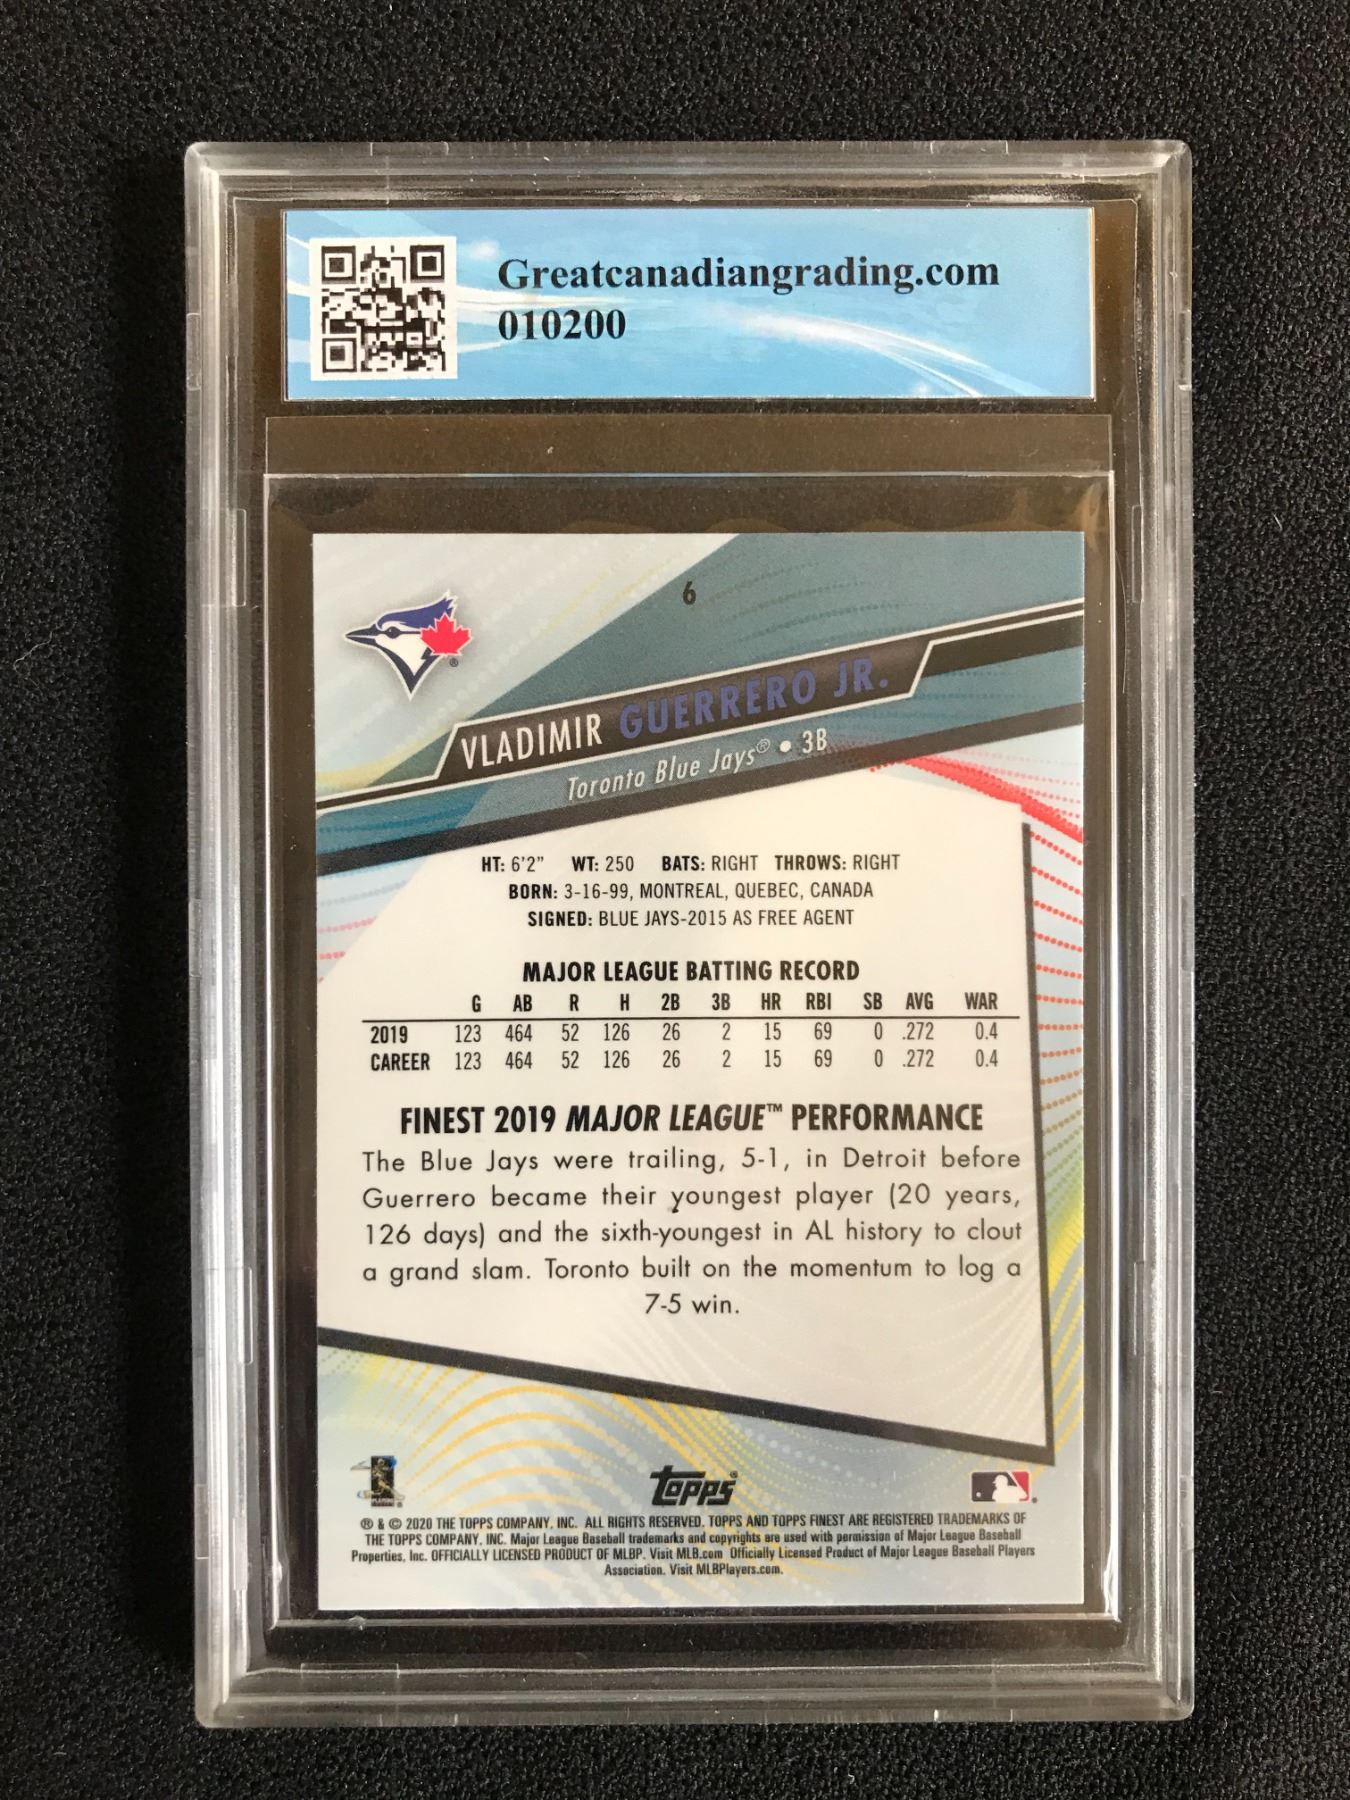 Greatcanadiangrading.com
010200
6
VLADIMIR GUERRERO JR.
Toronto Blue Jays® • 3B
HT: 6'2" WT: 250 BATS: RIGHT THROWS: RIGHT
BORN: 3-16-99, MONTREAL, QUEBEC, CANADA
SIGNED: BLUE JAYS-2015 AS FREE AGENT
MAJOR LEAGUE BATTING RECORD
G AB R H 2B 3B HR RBI SB AVG WAR
2019 123 464 52 126 26 2 15 69 0 .272 0.4
CAREER 123 464 52 126 26 2 15 69 0 .272 0.4
FINEST 2019 MAJOR LEAGUE™ PERFORMANCE
The Blue Jays were trailing, 5-1, in Detroit before
Guerrero became their youngest player (20 years,
126 days) and the sixth-youngest in AL history to clout
a grand slam. Toronto built on the momentum to log a
7-5 win.
Topps®
® & © 2020 THE TOPPS COMPANY, INC. ALL RIGHTS RESERVED. TOPPS AND TOPPS FINEST ARE REGISTERED TRADEMARKS OF
THE TOPPS COMPANY, INC. Major League Baseball trademarks and copyrights are used with permission of Major League Baseball
Properties, Inc. OFFICIALLY LICENSED PRODUCT OF MLBP. Visit MLB.com Officially Licensed Product of Major League Baseball Players
Association. Visit MLBPlayers.com.